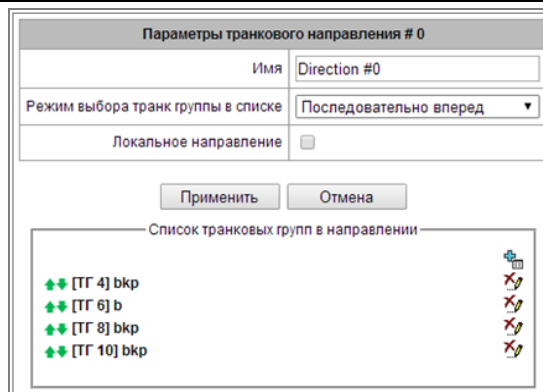 Параметры транкового направления # 0
Имя Direction #0
Режим выбора транк группы в списке Последовательно вперед
Локальное направление
Применить Отмена
Список транковых групп в направлении
[ТГ 4] bkp
[ТГ 6] b
[ТГ 8] bkp
[ТГ 10] bkp